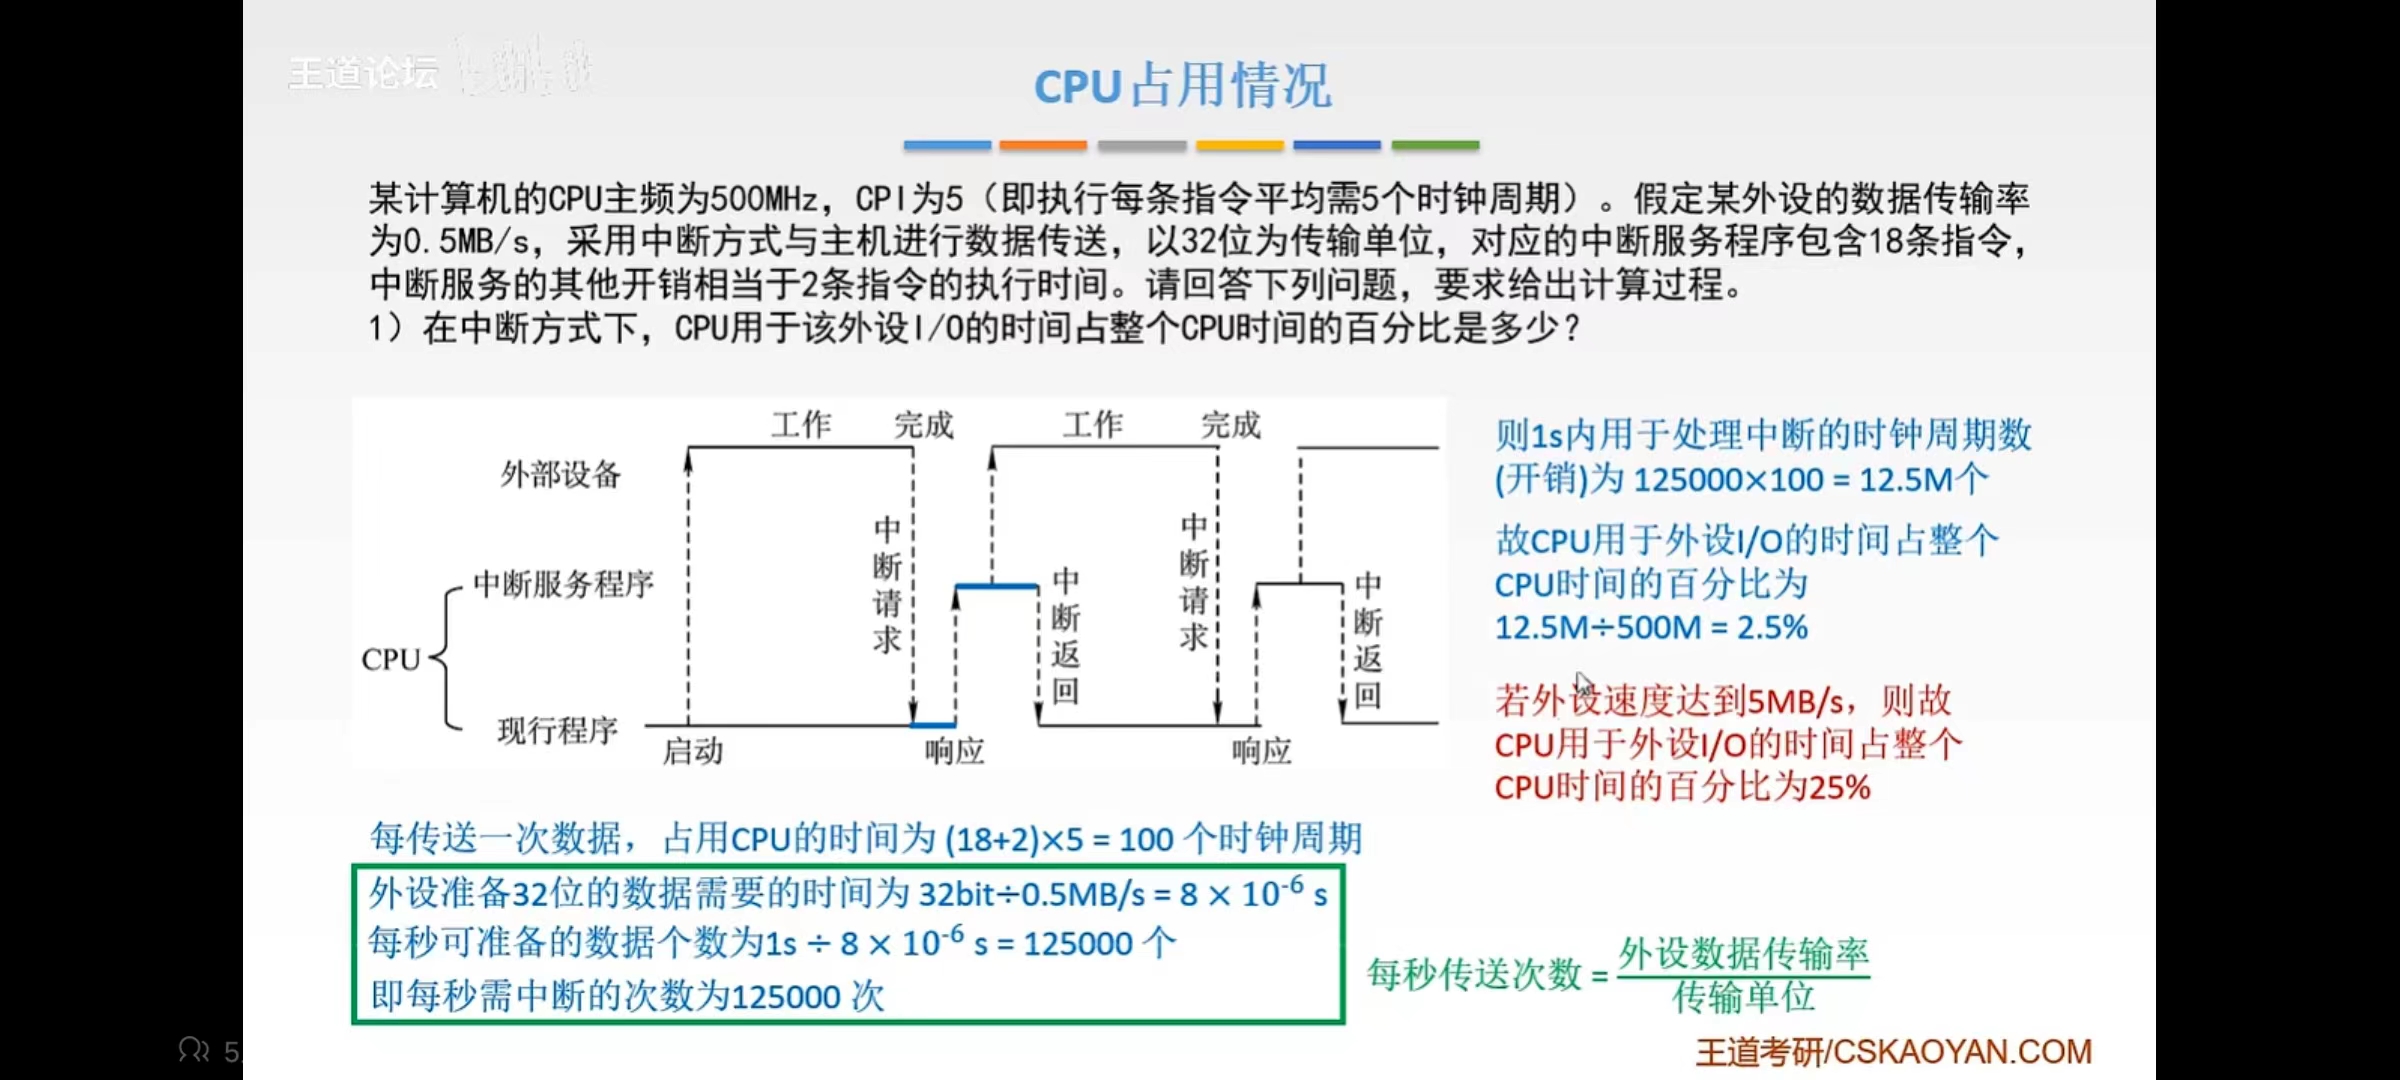 王道论坛
CPU占用情况
某计算机的CPU主频为500MHz，CPI为5（即执行每条指令平均需5个时钟周期）。假定某外设的数据传输率
为0.5MB/s，采用中断方式与主机进行数据传送，以32位为传输单位，对应的中断服务程序包含18条指令，
中断服务的其他开销相当于2条指令的执行时间。请回答下列问题，要求给出计算过程。
1）在中断方式下，CPU用于该外设I/O的时间占整个CPU时间的百分比是多少？
工作 完成 工作 完成
外部设备
中断请求
中断请求
中断服务程序
中断返回
中断返回
CPU
现行程序
启动 响应 响应
则1s内用于处理中断的时钟周期数
(开销)为 125000×100 = 12.5M个
故CPU用于外设I/O的时间占整个
CPU时间的百分比为
12.5M÷500M = 2.5%
若外设速度达到5MB/s，则故
CPU用于外设I/O的时间占整个
CPU时间的百分比为25%
每传送一次数据，占用CPU的时间为 (18+2)×5 = 100 个时钟周期
外设准备32位的数据需要的时间为 32bit÷0.5MB/s = 8 × 10⁻⁶ s
每秒可准备的数据个数为1s ÷ 8 × 10⁻⁶ s = 125000 个
即每秒需中断的次数为125000 次
每秒传送次数 = 外设数据传输率
传输单位
王道考研/CSKAOYAN.COM